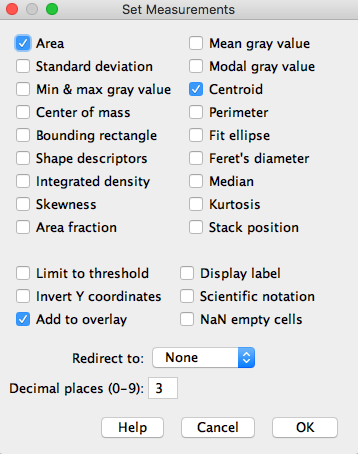 Set Measurements
Area Mean gray value
Standard deviation Modal gray value
Min & max gray value Centroid
Center of mass Perimeter
Bounding rectangle Fit ellipse
Shape descriptors Feret's diameter
Integrated density Median
Skewness Kurtosis
Area fraction Stack position
Limit to threshold Display label
Invert Y coordinates Scientific notation
Add to overlay NaN empty cells
Redirect to: None
Decimal places (0-9): 3
Help Cancel OK